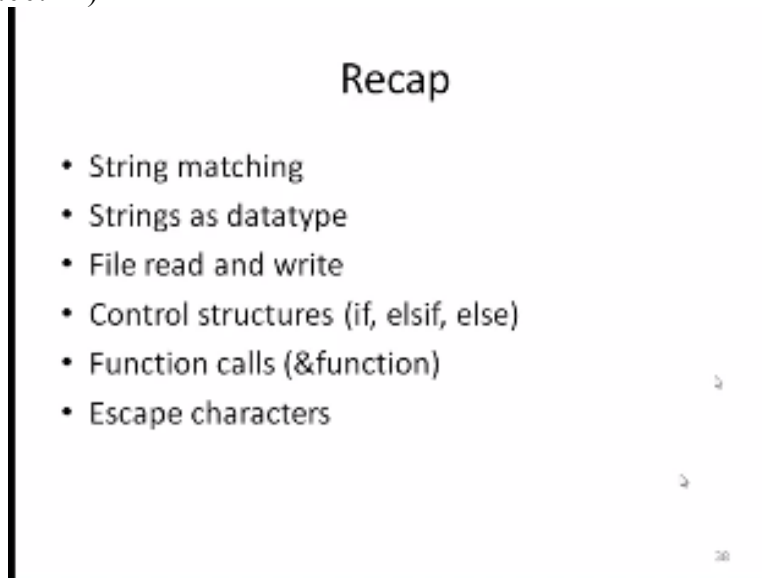 Recap
• String matching
• Strings as datatype
• File read and write
• Control structures (if, elsif, else)
• Function calls (&function)
• Escape characters